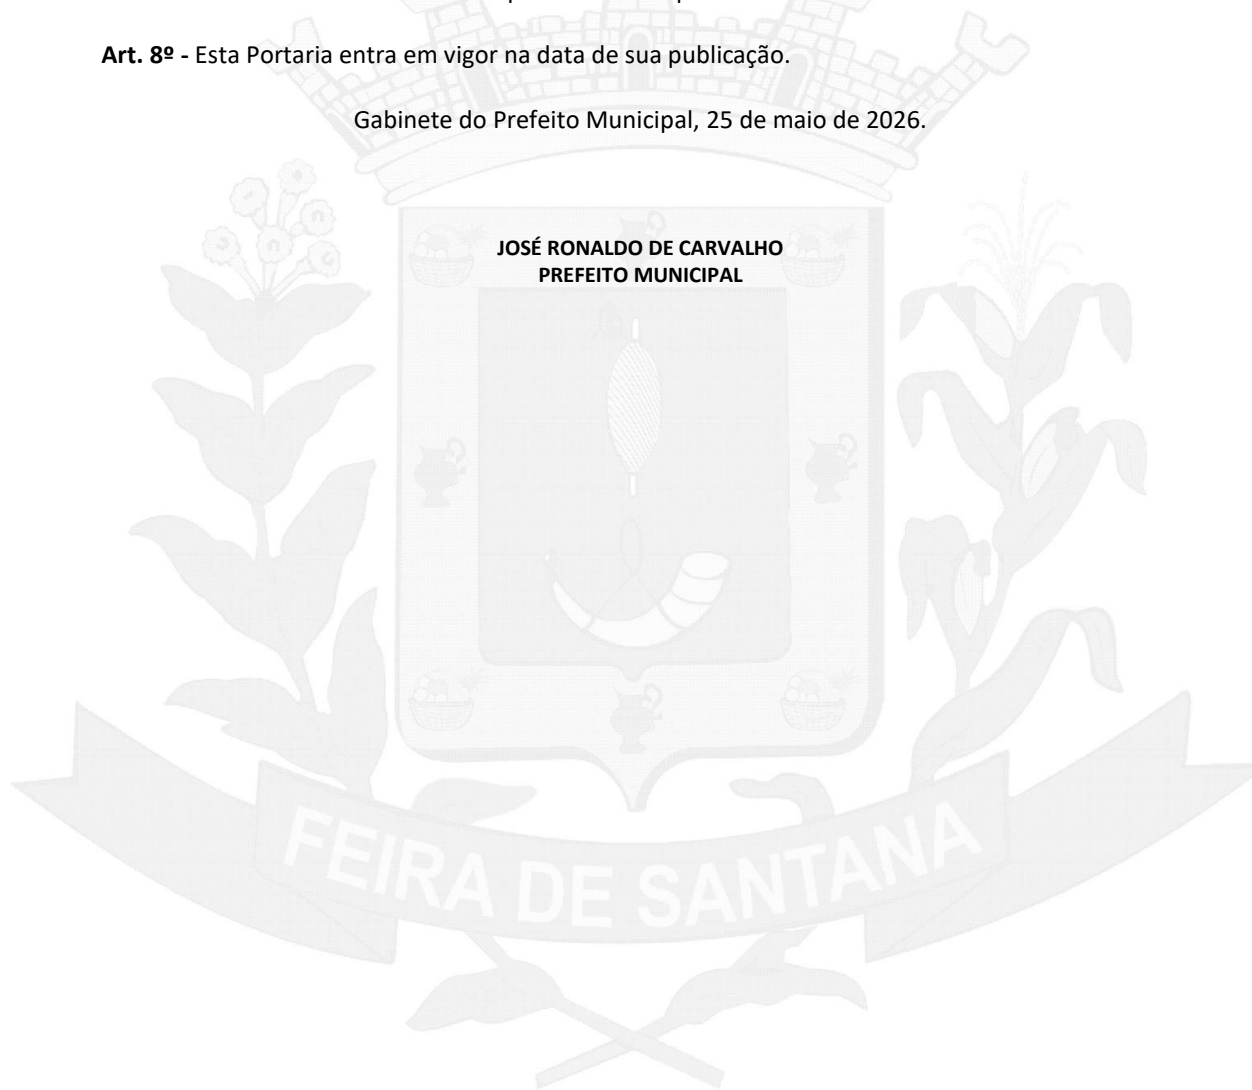 Art. 8º - Esta Portaria entra em vigor na data de sua publicação.
Gabinete do Prefeito Municipal, 25 de maio de 2026.
JOSÉ RONALDO DE CARVALHO
PREFEITO MUNICIPAL
FEIRA DE SANTANA